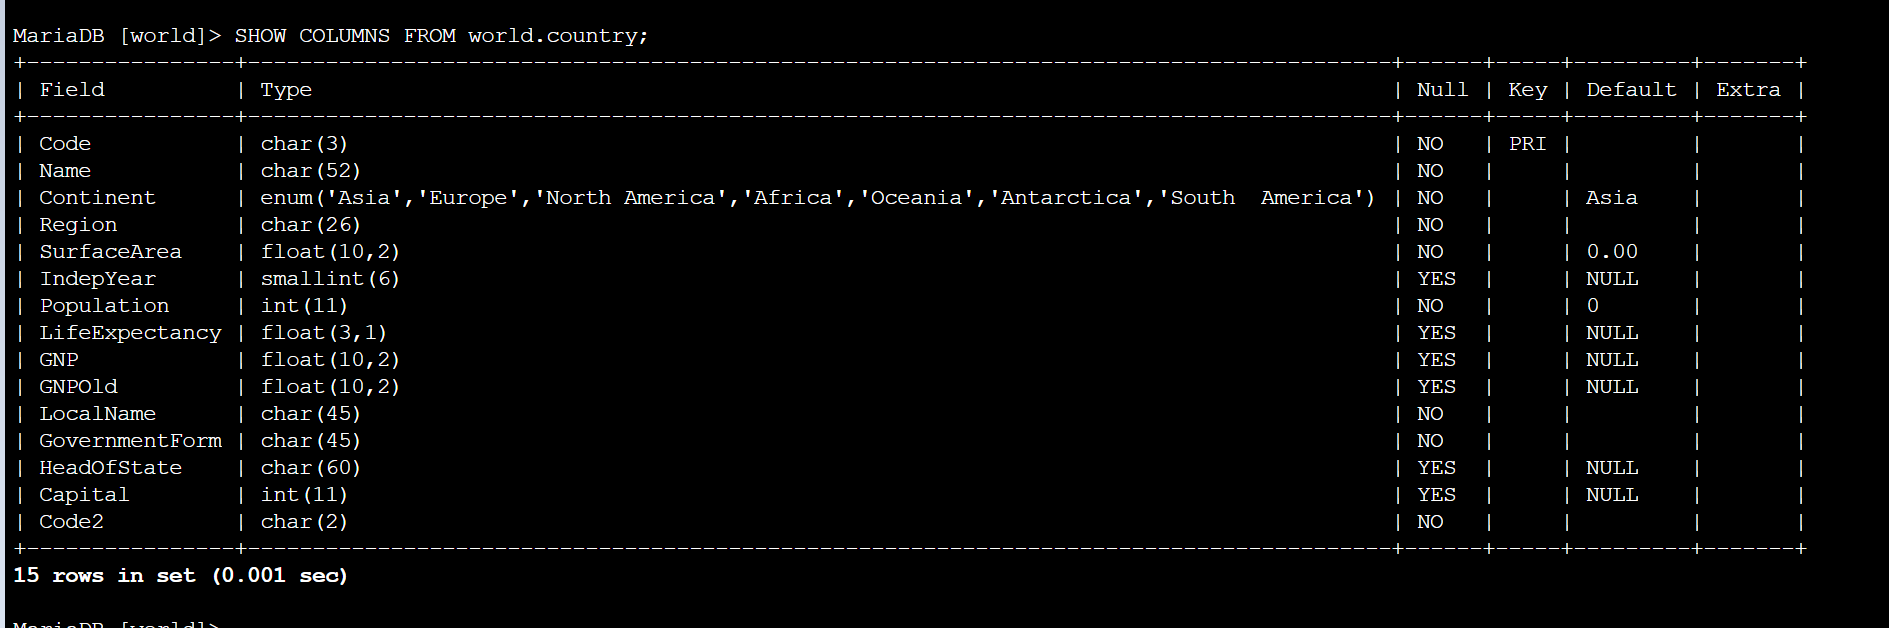 MariaDB [world]> SHOW COLUMNS FROM world.country;
+----------------+----------------------------------------------------------------------------------------+------+-----+---------+-------+
| Field          | Type                                                                                   | Null | Key | Default | Extra |
+----------------+----------------------------------------------------------------------------------------+------+-----+---------+-------+
| Code           | char(3)                                                                                | NO   | PRI |         |       |
| Name           | char(52)                                                                               | NO   |     |         |       |
| Continent      | enum('Asia','Europe','North America','Africa','Oceania','Antarctica','South  America') | NO   |     | Asia    |       |
| Region         | char(26)                                                                               | NO   |     |         |       |
| SurfaceArea    | float(10,2)                                                                            | NO   |     | 0.00    |       |
| IndepYear      | smallint(6)                                                                            | YES  |     | NULL    |       |
| Population     | int(11)                                                                                | NO   |     | 0       |       |
| LifeExpectancy | float(3,1)                                                                             | YES  |     | NULL    |       |
| GNP            | float(10,2)                                                                            | YES  |     | NULL    |       |
| GNPOld         | float(10,2)                                                                            | YES  |     | NULL    |       |
| LocalName      | char(45)                                                                               | NO   |     |         |       |
| GovernmentForm | char(45)                                                                               | NO   |     |         |       |
| HeadOfState    | char(60)                                                                               | YES  |     | NULL    |       |
| Capital        | int(11)                                                                                | YES  |     | NULL    |       |
| Code2          | char(2)                                                                                | NO   |     |         |       |
+----------------+----------------------------------------------------------------------------------------+------+-----+---------+-------+
15 rows in set (0.001 sec)
MariaDB [world]>